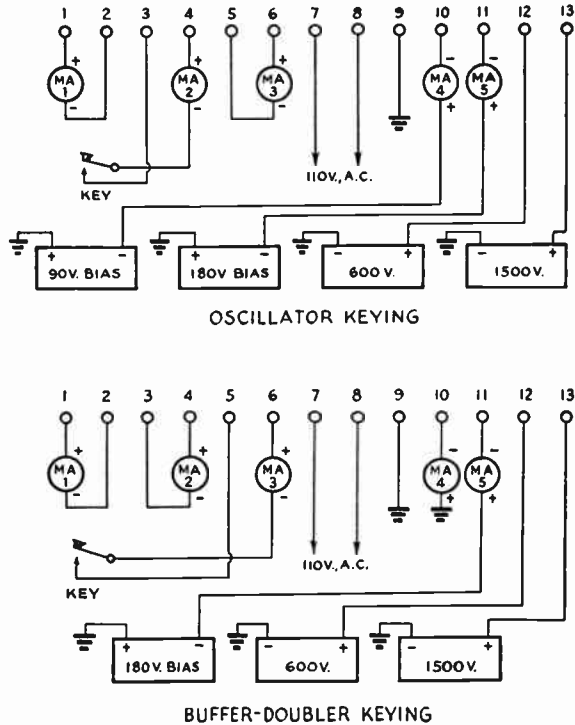 1 2 3 4 5 6 7 8 9 10 11 12 13
+ + + - -
MA 1 MA 2 MA 3 MA 4 MA 5
- - + +
KEY
110V., A.C.
+ - + - - + - +
90V. BIAS 180V BIAS 600 V. 1500 V.
OSCILLATOR KEYING
1 2 3 4 5 6 7 8 9 10 11 12 13
+ + + - -
MA 1 MA 2 MA 3 MA 4 MA 5
- - - + +
KEY
110V., A.C.
+ - - + - +
180V. BIAS 600V. 1500 V.
BUFFER-DOUBLER KEYING